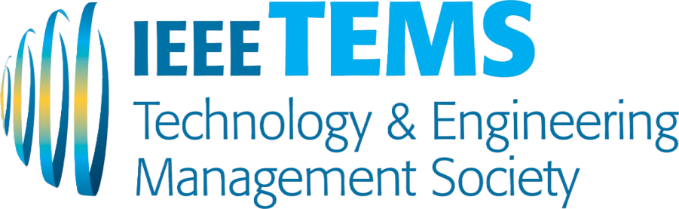 IEEE TEMS
Technology & Engineering
Management Society